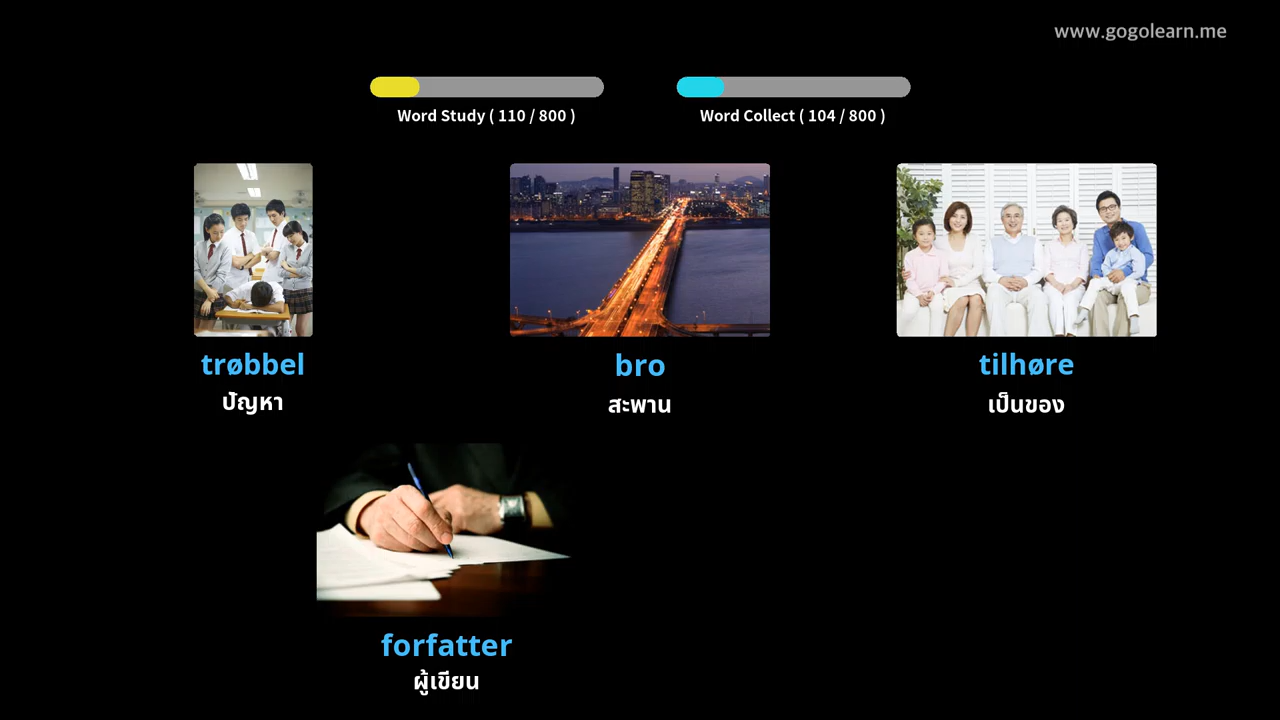 www.gogolearn.me
Word Study ( 110 / 800 )
Word Collect ( 104 / 800 )
trøbbel
ปัญหา
bro
สะพาน
tilhøre
เป็นของ
forfatter
ผู้เขียน